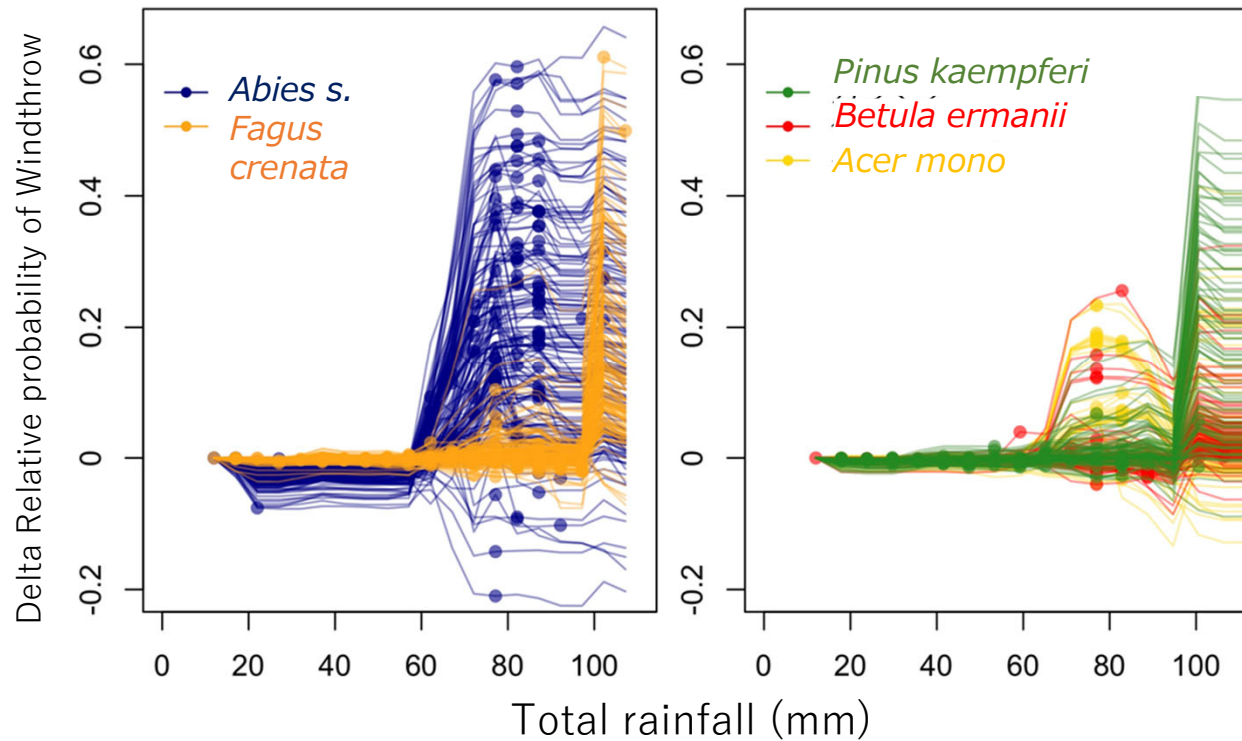 Delta Relative probability of Windthrow
0.6
0.4
0.2
0
-0.2
Abies s.
Fagus
crenata
0 20 40 60 80 100
0.6
0.4
0.2
0
-0.2
Pinus kaempferi
Betula ermanii
Acer mono
0 20 40 60 80 100
Total rainfall (mm)